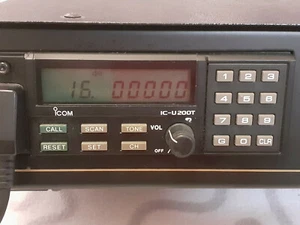 16 00000
ICOM IC-U200T
CALL SCAN TONE VOL
RESET SET CH OFF
1 2 3
4 5 6
7 8 9
G 0 CLR